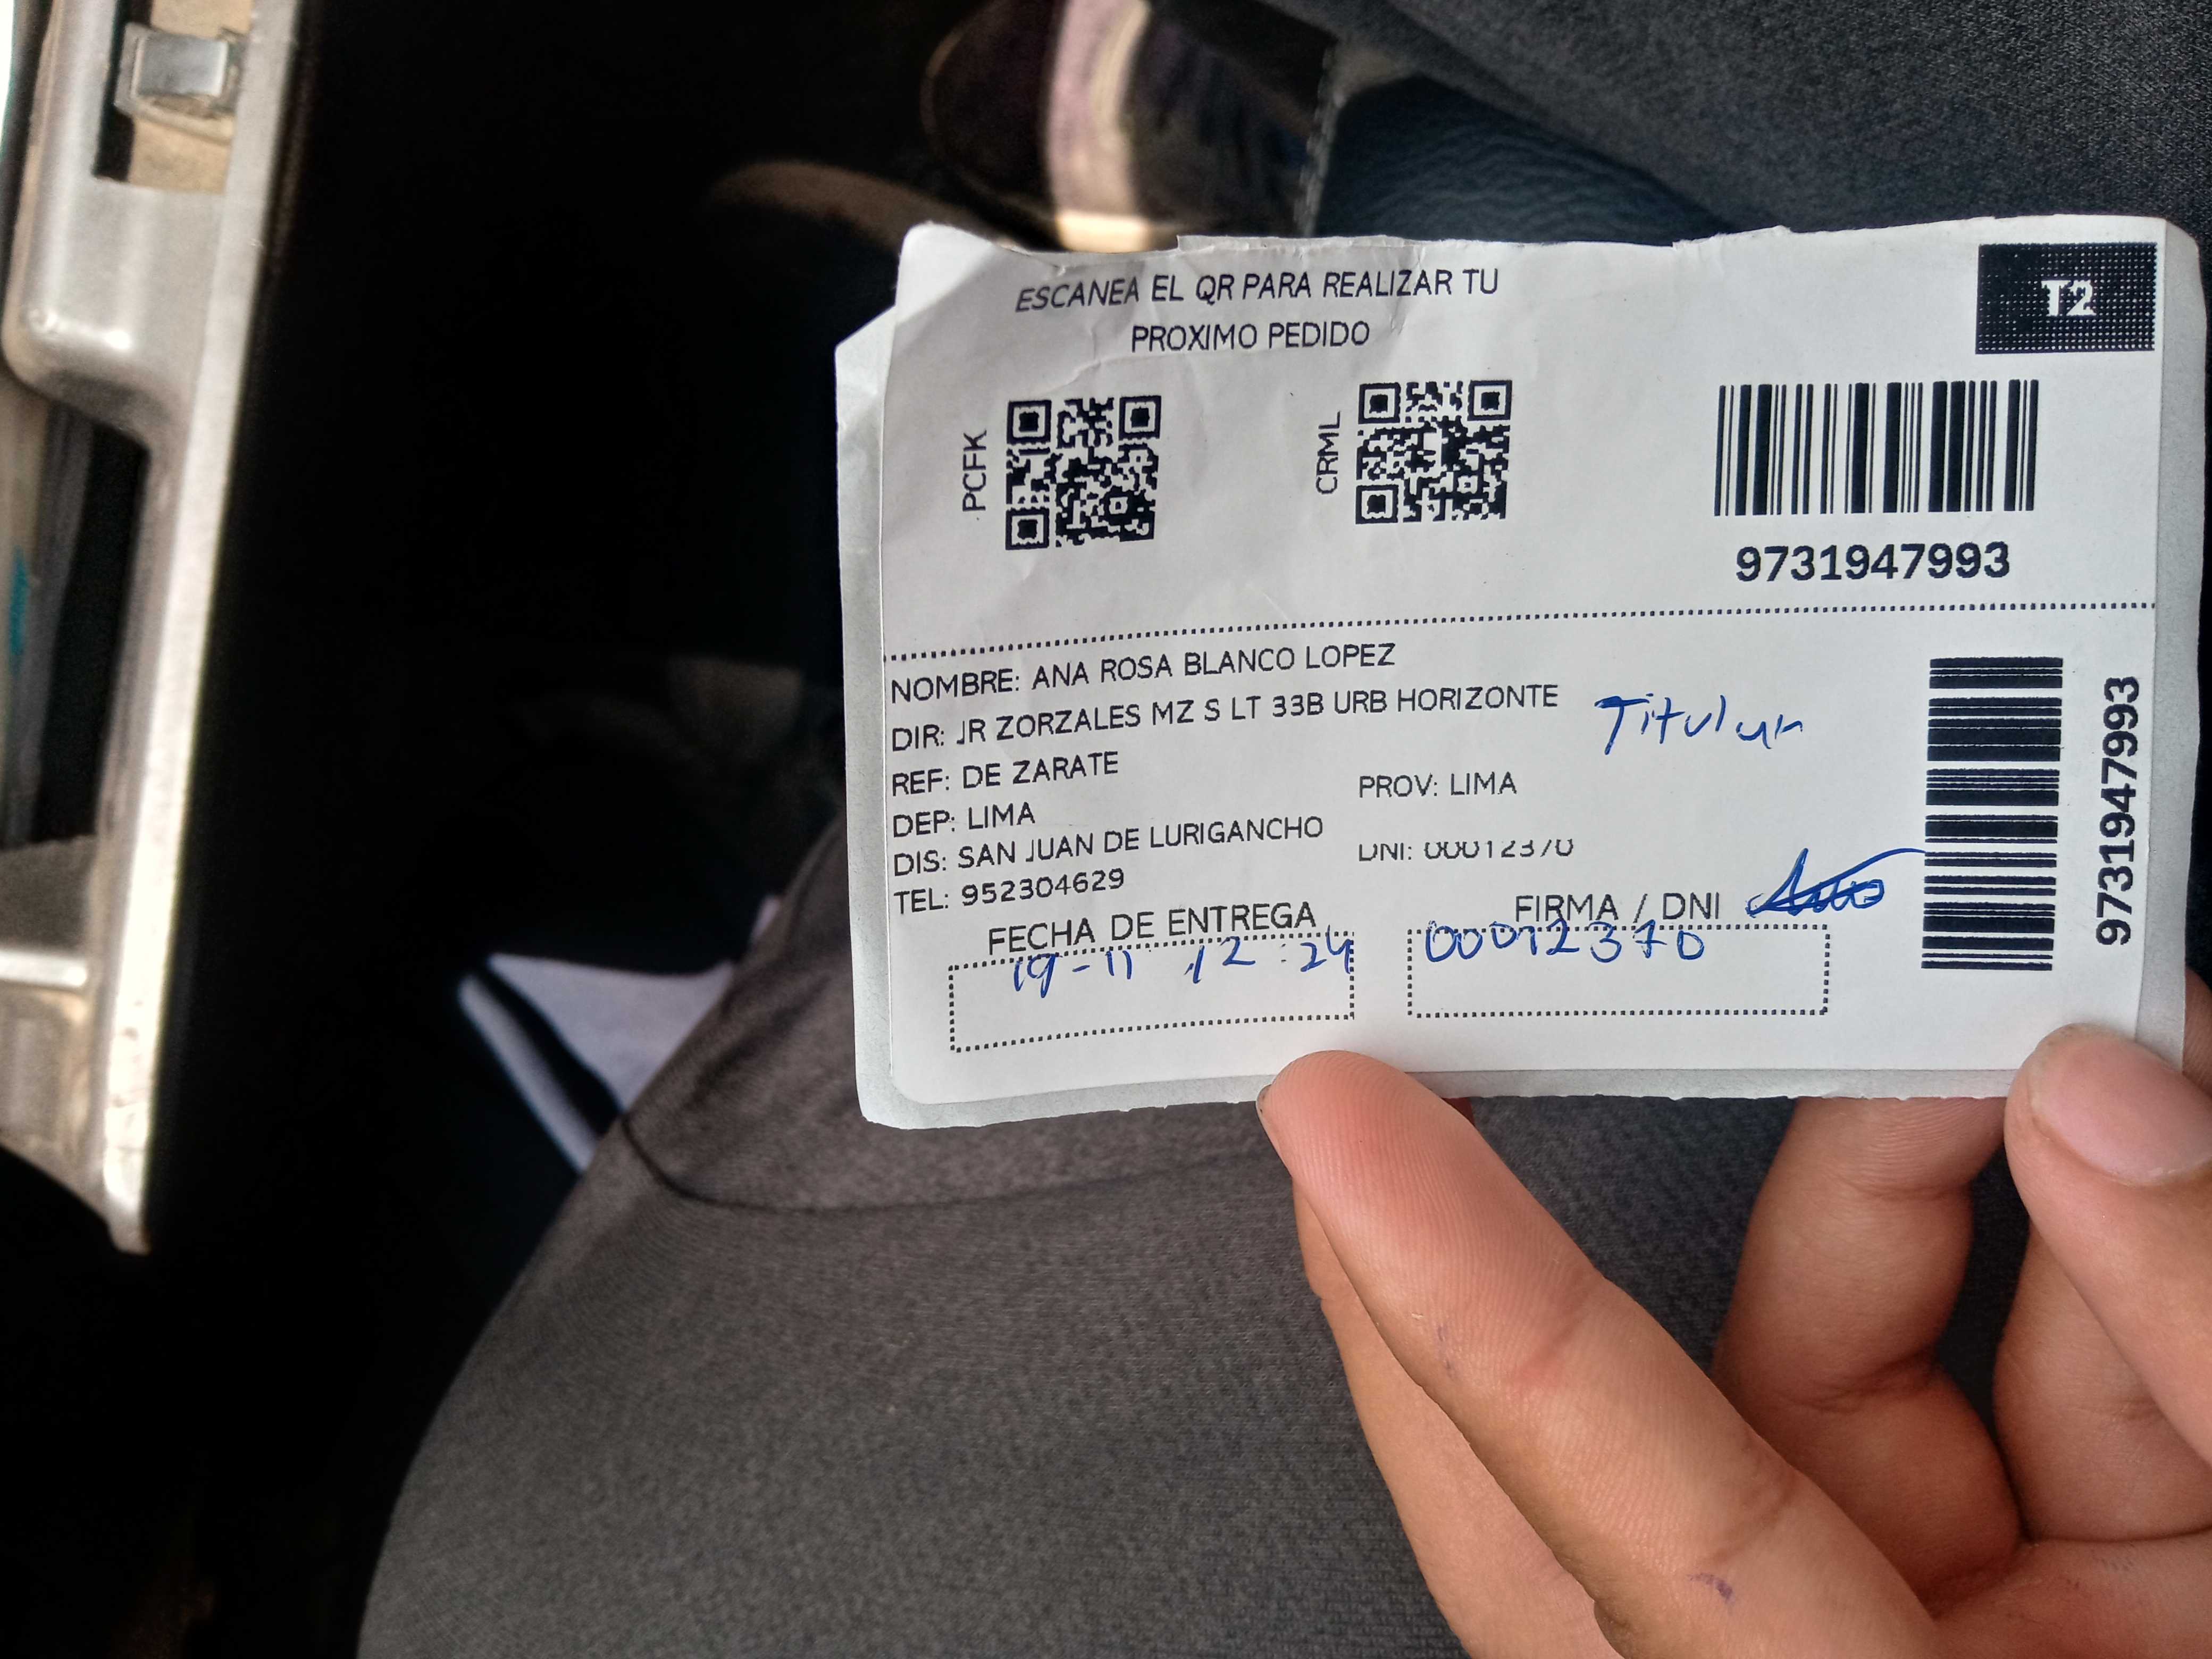 ESCANEA EL QR PARA REALIZAR TU
PROXIMO PEDIDO
T2
PCFK
CRML
9731947993
NOMBRE: ANA ROSA BLANCO LOPEZ
DIR: JR ZORZALES MZ S LT 33B URB HORIZONTE
Titular
REF: DE ZARATE
PROV: LIMA
DEP: LIMA
DIS: SAN JUAN DE LURIGANCHO
DNI: 00012370
TEL: 952304629
9731947993
FECHA DE ENTREGA
FIRMA / DNI
19-11 12:24
00012370